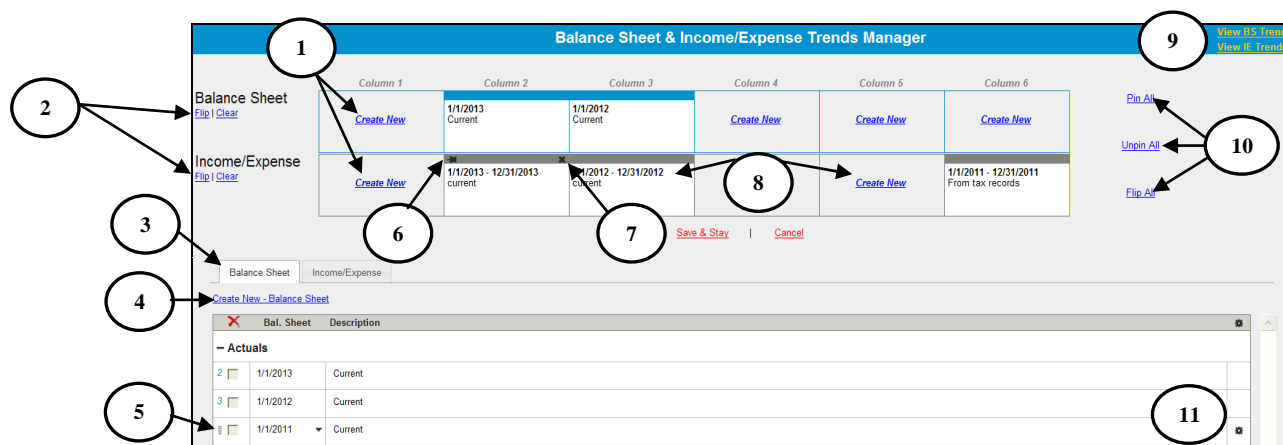 Balance Sheet & Income/Expense Trends Manager
View BS Tren
View IE Trend
1
9
2
Column 1 Column 2 Column 3 Column 4 Column 5 Column 6
Balance Sheet
Flip | Clear
Create New
1/1/2013
Current
1/1/2012
Current
Create New
Create New
Create New
Pin All
Unpin All
Flip All
10
Income/Expense
Flip | Clear
Create New
1/1/2013 - 12/31/2013
current
1/2012 - 12/31/2012
current
8
Create New
1/1/2011 - 12/31/2011
From tax records
3
6
7
Save & Stay | Cancel
Balance Sheet Income/Expense
4
Create New - Balance Sheet
Bal. Sheet Description
– Actuals
2 1/1/2013 Current
3 1/1/2012 Current
5
1/1/2011 Current
11